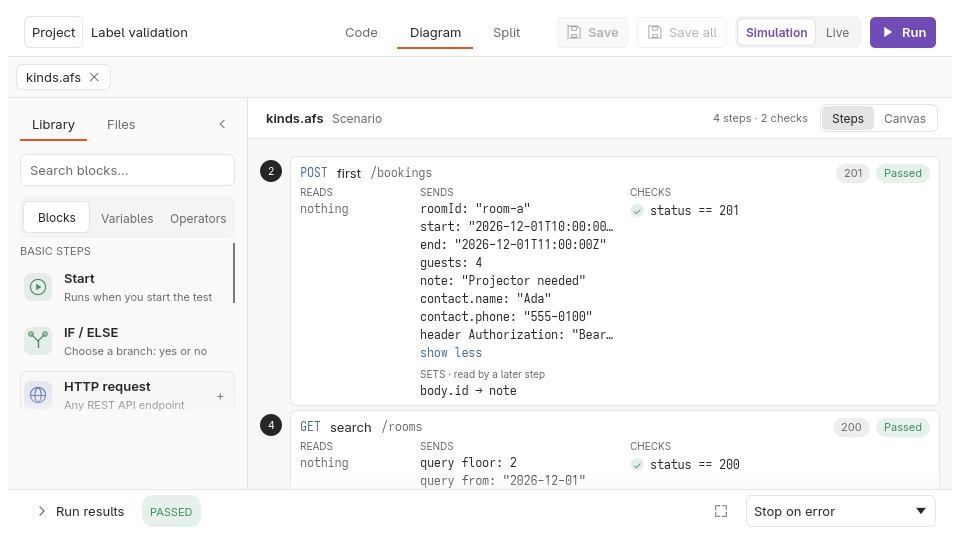 Project Label validation Code Diagram Split Save Save all Simulation Live Run
kinds.afs
Library Files
kinds.afs Scenario 4 steps · 2 checks Steps Canvas
Search blocks...
Blocks Variables Operators
BASIC STEPS
Start
Runs when you start the test
IF / ELSE
Choose a branch: yes or no
HTTP request
Any REST API endpoint +
2 POST first /bookings 201 Passed
READS SENDS CHECKS
nothing roomId: "room-a" status == 201
start: "2026-12-01T10:00:00…
end: "2026-12-01T11:00:00Z"
guests: 4
note: "Projector needed"
contact.name: "Ada"
contact.phone: "555-0100"
header Authorization: "Bear…
show less
SETS · read by a later step
body.id → note
4 GET search /rooms 200 Passed
READS SENDS CHECKS
nothing query floor: 2 status == 200
query from: "2026-12-01"
Run results PASSED Stop on error